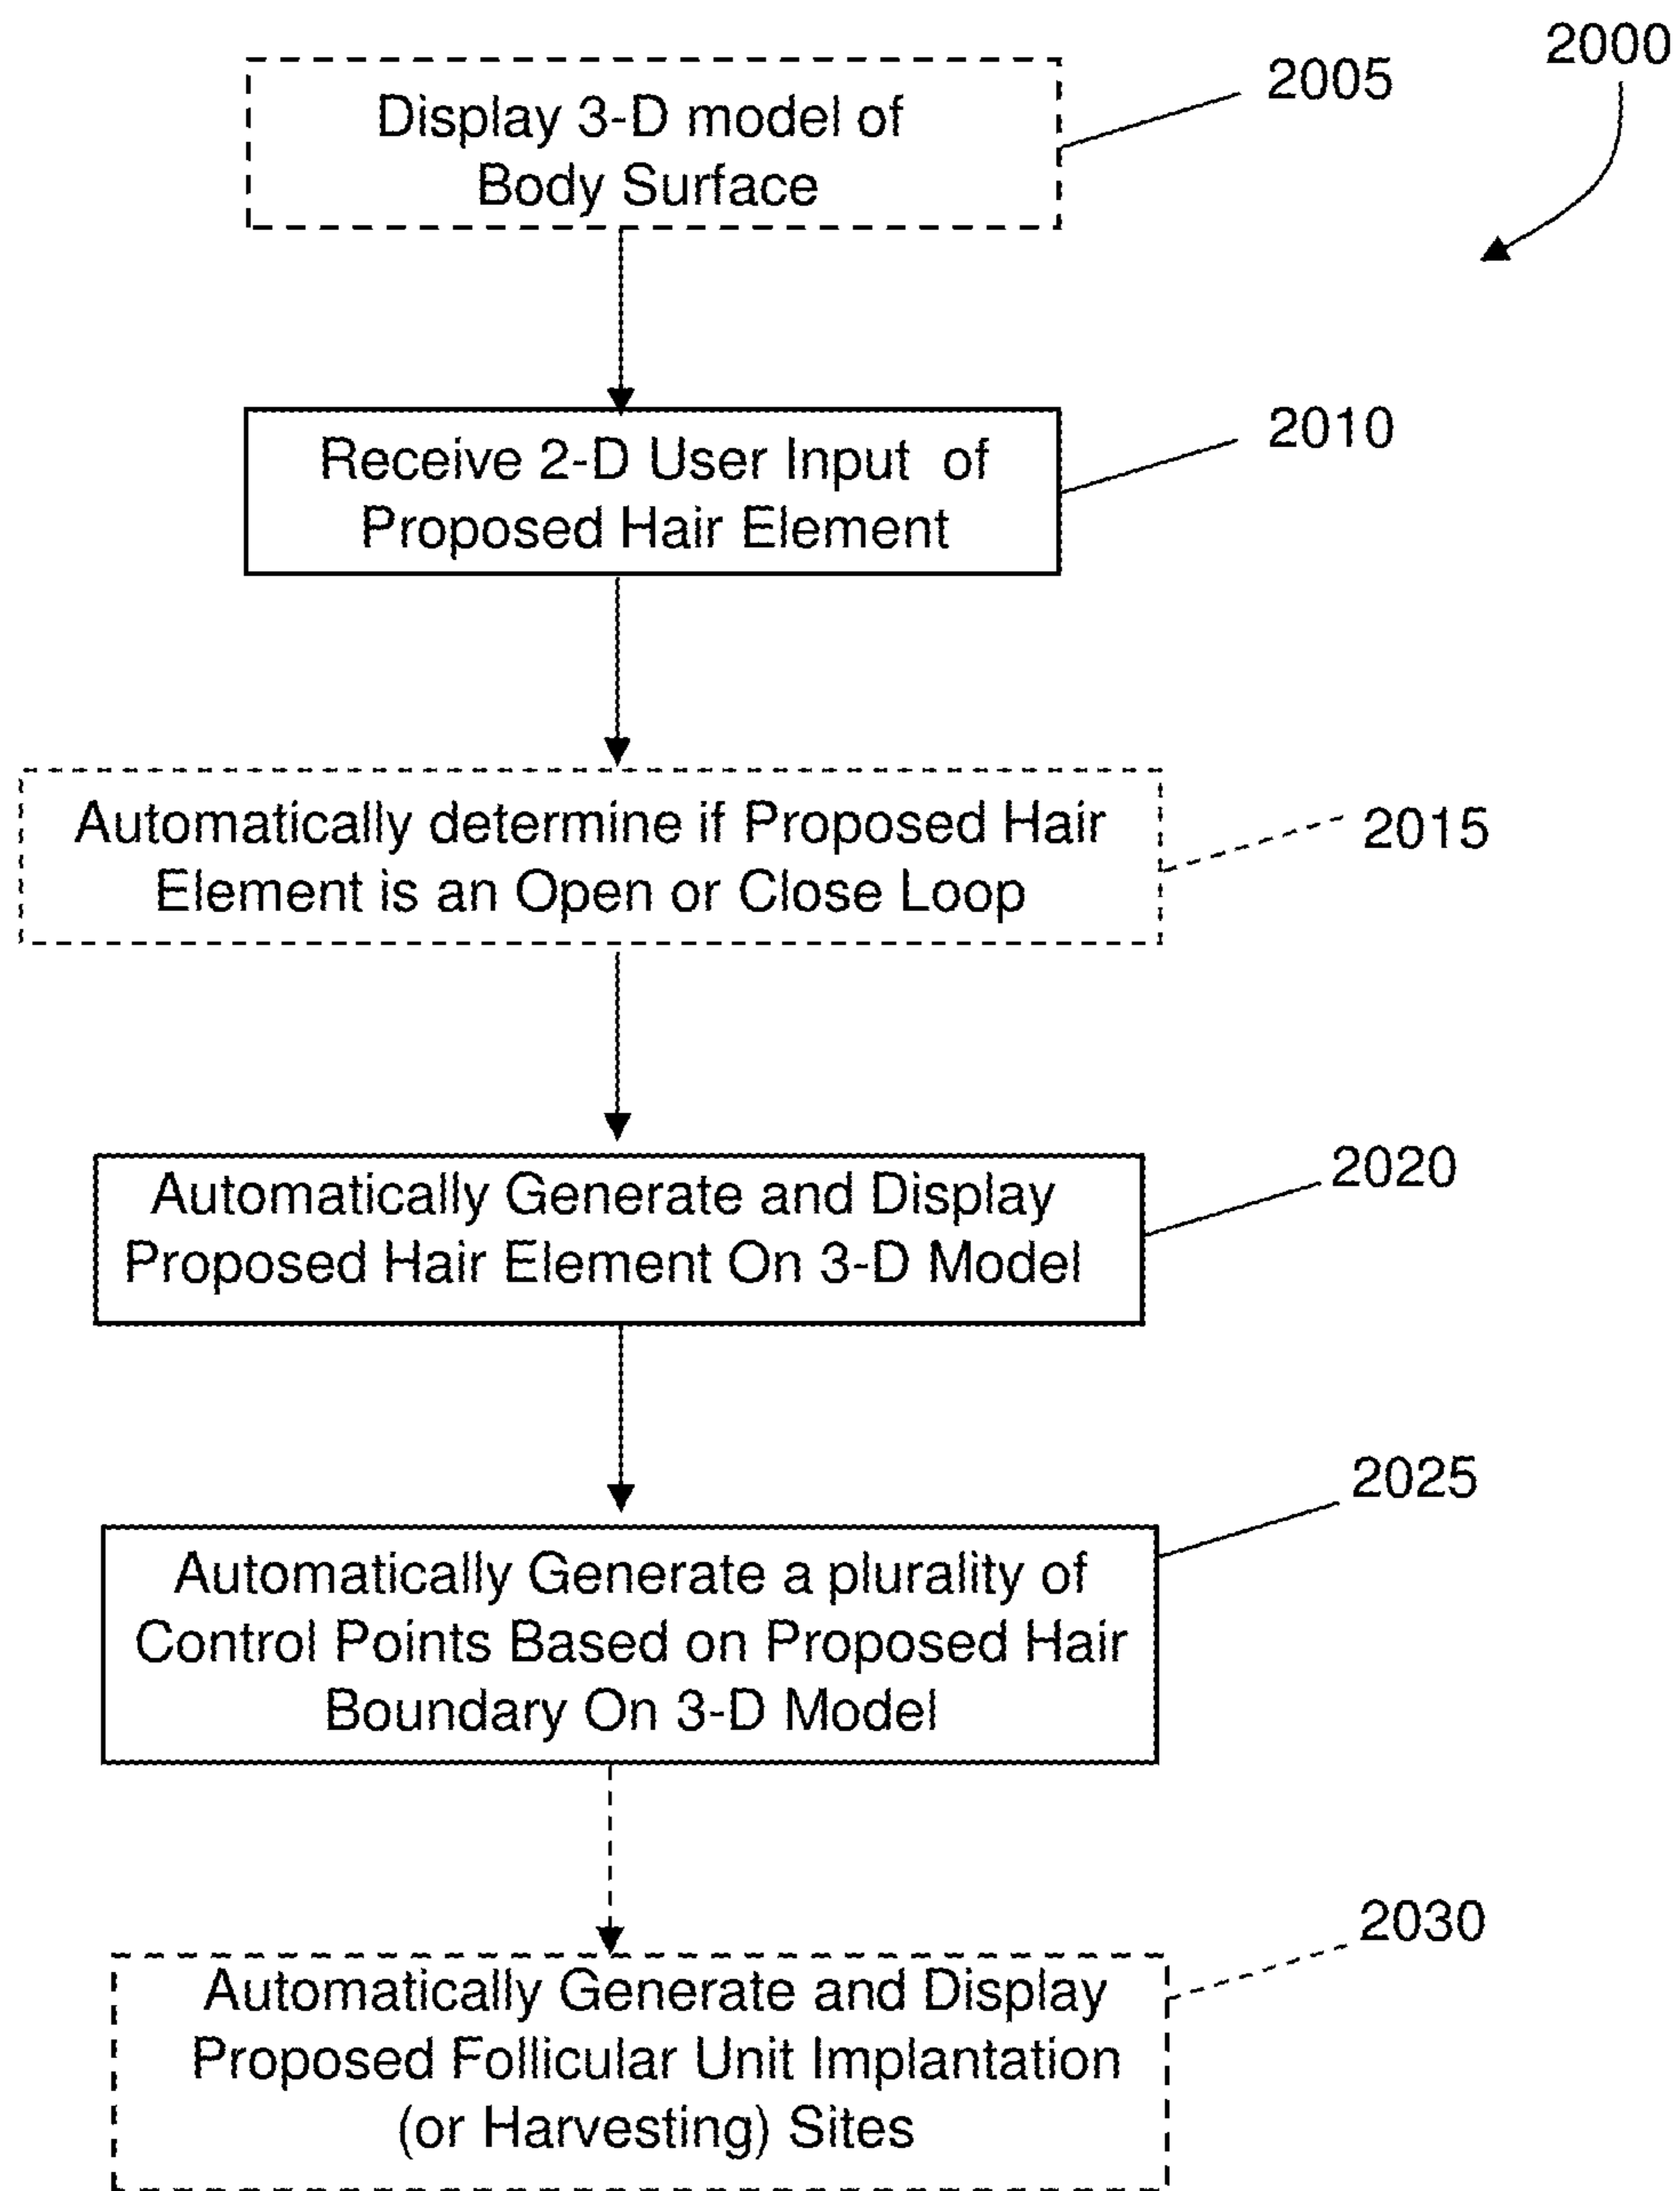 2000
2005
Display 3-D model of
Body Surface
2010
Receive 2-D User Input of
Proposed Hair Element
Automatically determine if Proposed Hair
Element is an Open or Close Loop
2015
2020
Automatically Generate and Display
Proposed Hair Element On 3-D Model
2025
Automatically Generate a plurality of
Control Points Based on Proposed Hair
Boundary On 3-D Model
2030
Automatically Generate and Display
Proposed Follicular Unit Implantation
(or Harvesting) Sites